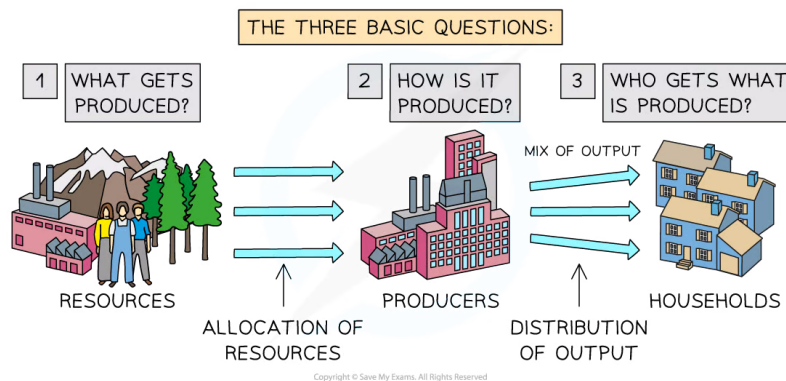 THE THREE BASIC QUESTIONS:
1 WHAT GETS
PRODUCED?
2 HOW IS IT
PRODUCED?
3 WHO GETS WHAT
IS PRODUCED?
MIX OF OUTPUT
RESOURCES
PRODUCERS
HOUSEHOLDS
ALLOCATION OF
RESOURCES
DISTRIBUTION
OF OUTPUT
Copyright © Save My Exams. All Rights Reserved